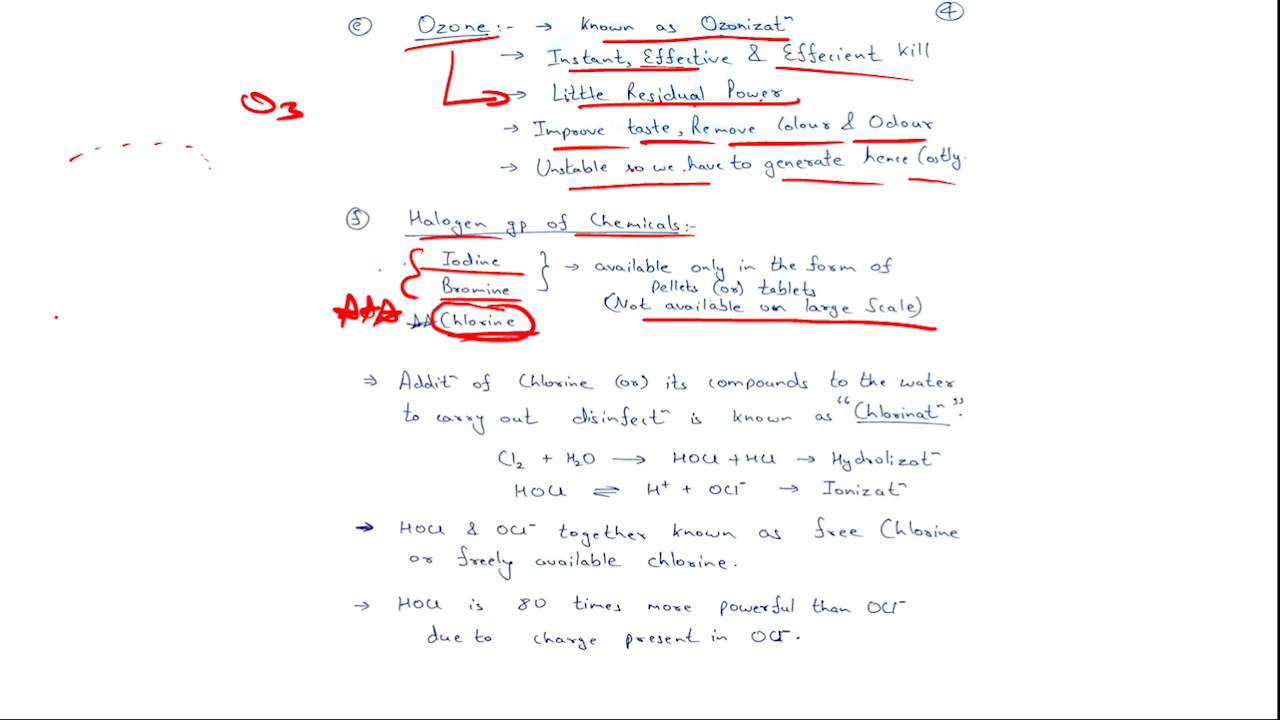 ④
ⓔ Ozone :- → Known as Ozonizatⁿ
→ Instant, Effective & Effecient kill
O3
→ Little Residual Power
→ Improve taste, Remove Colour & Odour
→ Unstable so we have to generate hence Costly.
ⓕ Halogen gp of Chemicals:-
{ Iodine } → available only in the form of
Bromine Pellets (or) tablets
(Not available on large Scale)
Chlorine
⇒ Additⁿ of Chlorine (or) its compounds to the water
to carry out disinfectⁿ is known as "Chlorinatⁿ".
Cl₂ + H₂O → HOCl + HCl → Hydrolizatⁿ
HOCl ⇌ H⁺ + OCl⁻ → Ionizatⁿ
→ HOCl & OCl⁻ together known as free Chlorine
or freely available chlorine.
→ HOCl is 80 times more powerful than OCl⁻
due to charge present in OCl⁻.